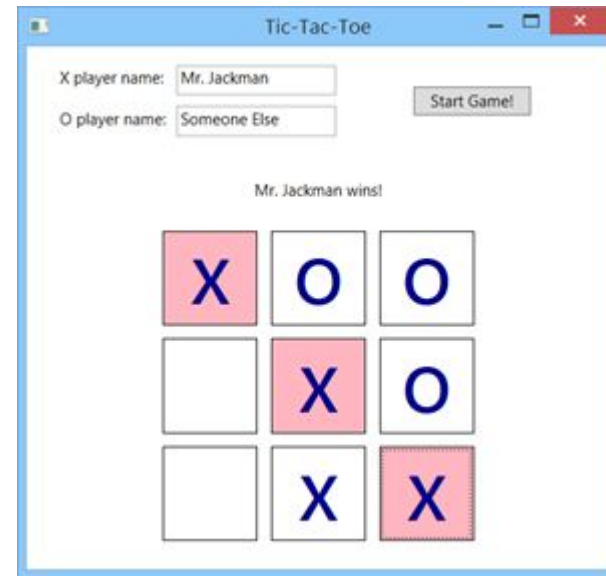 Tic-Tac-Toe
X player name: Mr. Jackman
Start Game!
O player name: Someone Else
Mr. Jackman wins!
X O O
X O
X X